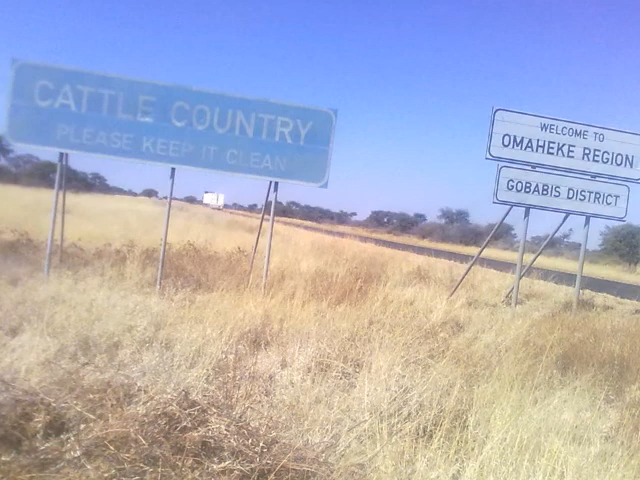 CATTLE COUNTRY
PLEASE KEEP IT CLEAN
WELCOME TO
OMAHEKE REGION
GOBABIS DISTRICT